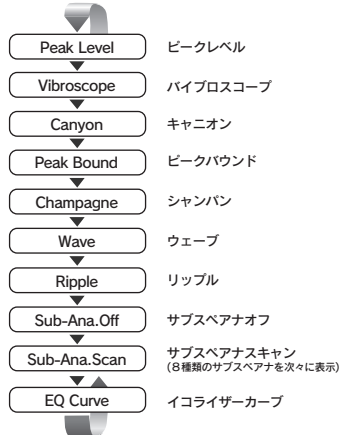 Peak Level ピークレベル
Vibroscope バイブロスコープ
Canyon キャニオン
Peak Bound ピークバウンド
Champagne シャンパン
Wave ウェーブ
Ripple リップル
Sub-Ana.Off サブスペアナオフ
Sub-Ana.Scan サブスペアナスキャン
(８種類のサブスペアナを次々に表示)
EQ Curve イコライザーカーブ